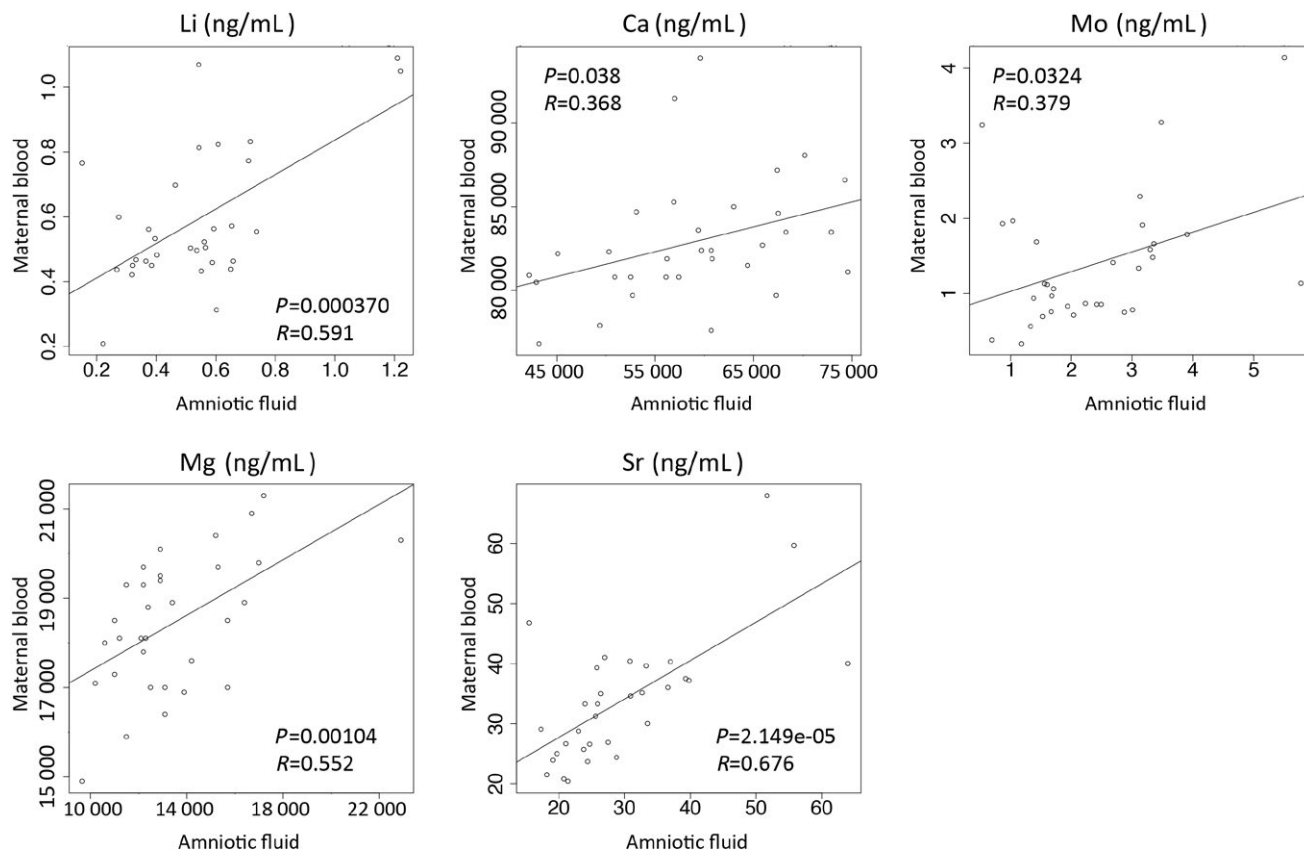 Li (ng/mL)
Maternal blood
1.0
0.8
0.6
0.4
0.2
P=0.000370
R=0.591
0.2 0.4 0.6 0.8 1.0 1.2
Amniotic fluid
Ca (ng/mL)
Maternal blood
90 000
85 000
80 000
P=0.038
R=0.368
45 000 55 000 65 000 75 000
Amniotic fluid
Mo (ng/mL)
Maternal blood
4
3
2
1
P=0.0324
R=0.379
1 2 3 4 5
Amniotic fluid
Mg (ng/mL)
Maternal blood
21 000
19 000
17 000
15 000
P=0.00104
R=0.552
10 000 14 000 18 000 22 000
Amniotic fluid
Sr (ng/mL)
Maternal blood
60
50
40
30
20
P=2.149e-05
R=0.676
20 30 40 50 60
Amniotic fluid